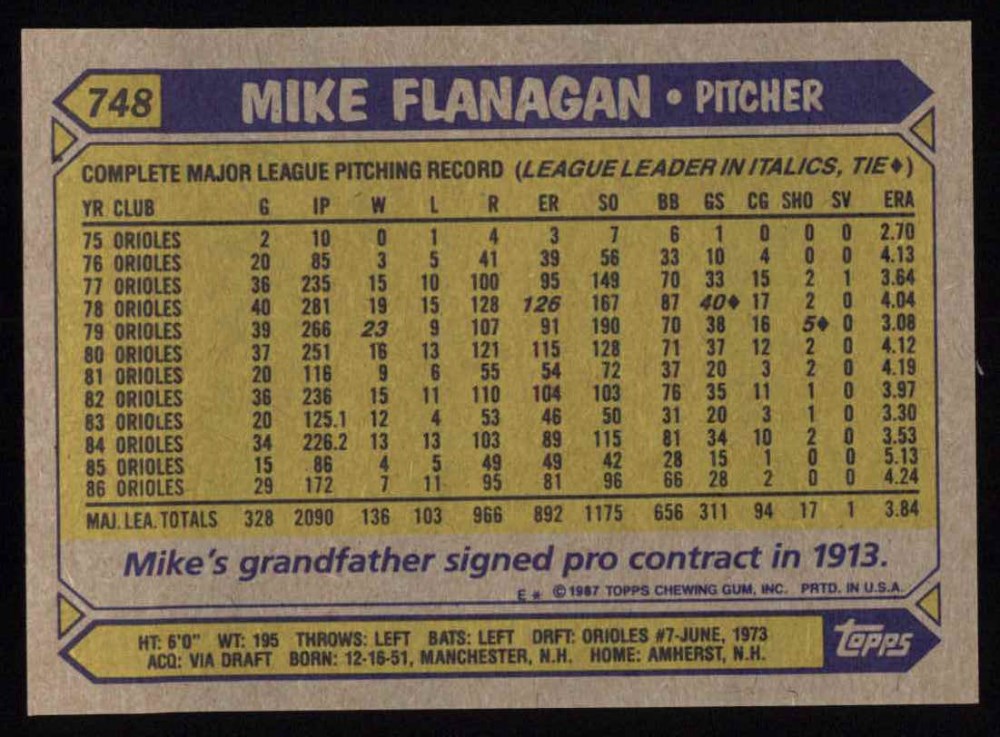 748 MIKE FLANAGAN • PITCHER
COMPLETE MAJOR LEAGUE PITCHING RECORD (LEAGUE LEADER IN ITALICS, TIE♦)
YR CLUB G IP W L R ER SO BB GS CG SHO SV ERA
75 ORIOLES 2 10 0 1 4 3 7 6 1 0 0 0 2.70
76 ORIOLES 20 85 3 5 41 39 56 33 10 4 0 0 4.13
77 ORIOLES 36 235 15 10 100 95 149 70 33 15 2 1 3.64
78 ORIOLES 40 281 19 15 128 126 167 87 40♦ 17 2 0 4.04
79 ORIOLES 39 266 23 9 107 91 190 70 38 16 5♦ 0 3.08
80 ORIOLES 37 251 16 13 121 115 128 71 37 12 2 0 4.12
81 ORIOLES 20 116 9 6 55 54 72 37 20 3 2 0 4.19
82 ORIOLES 36 236 15 11 110 104 103 76 35 11 1 0 3.97
83 ORIOLES 20 125.1 12 4 53 46 50 31 20 3 1 0 3.30
84 ORIOLES 34 226.2 13 13 103 89 115 81 34 10 2 0 3.53
85 ORIOLES 15 86 4 5 49 49 42 28 15 1 0 0 5.13
86 ORIOLES 29 172 7 11 95 81 96 66 28 2 0 0 4.24
MAJ. LEA. TOTALS 328 2090 136 103 966 892 1175 656 311 94 17 1 3.84
Mike's grandfather signed pro contract in 1913.
E * © 1987 TOPPS CHEWING GUM, INC. PRTD. IN U.S.A.
HT: 6'0" WT: 195 THROWS: LEFT BATS: LEFT DRFT: ORIOLES #7-JUNE, 1973
ACQ: VIA DRAFT BORN: 12-16-51, MANCHESTER, N.H. HOME: AMHERST, N.H.
topps